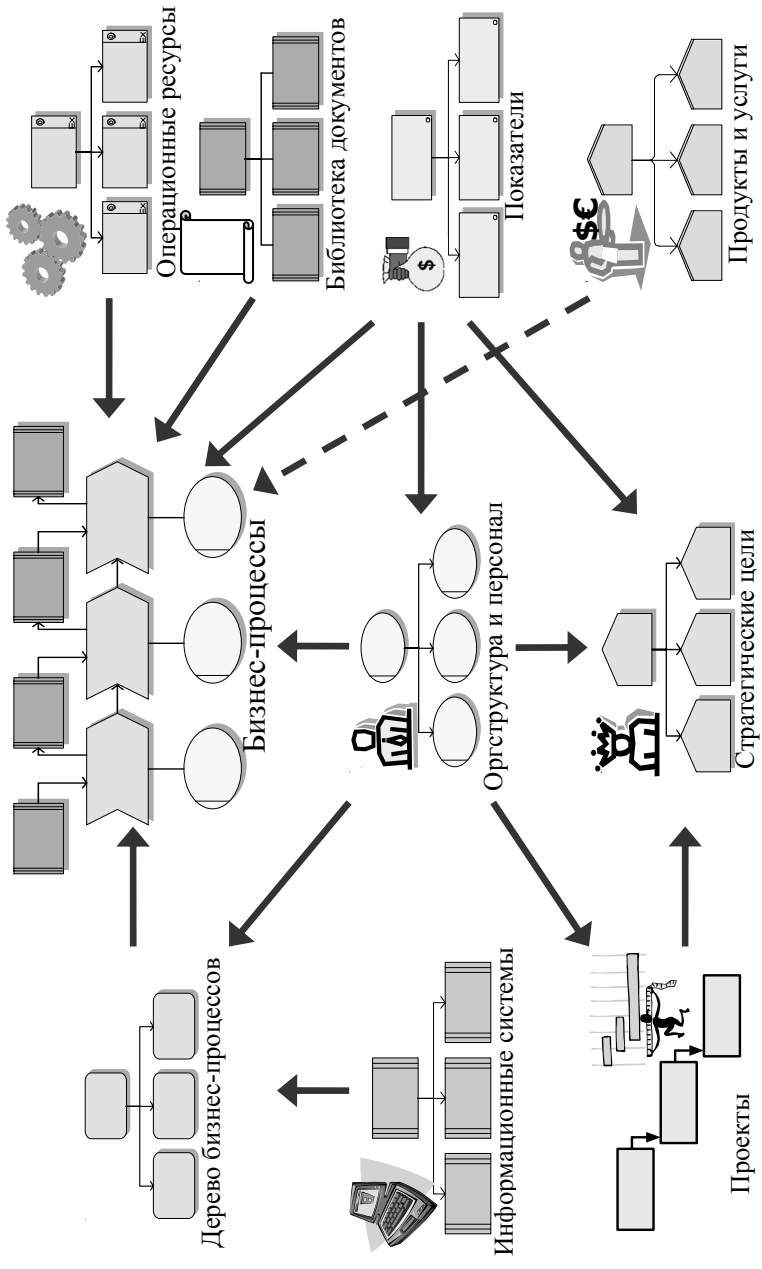 Операционные ресурсы
Дерево бизнес-процессов
Бизнес-процессы
Библиотека документов
Информационные системы
Оргструктура и персонал
$
Показатели
$€
Проекты
Стратегические цели
Продукты и услуги